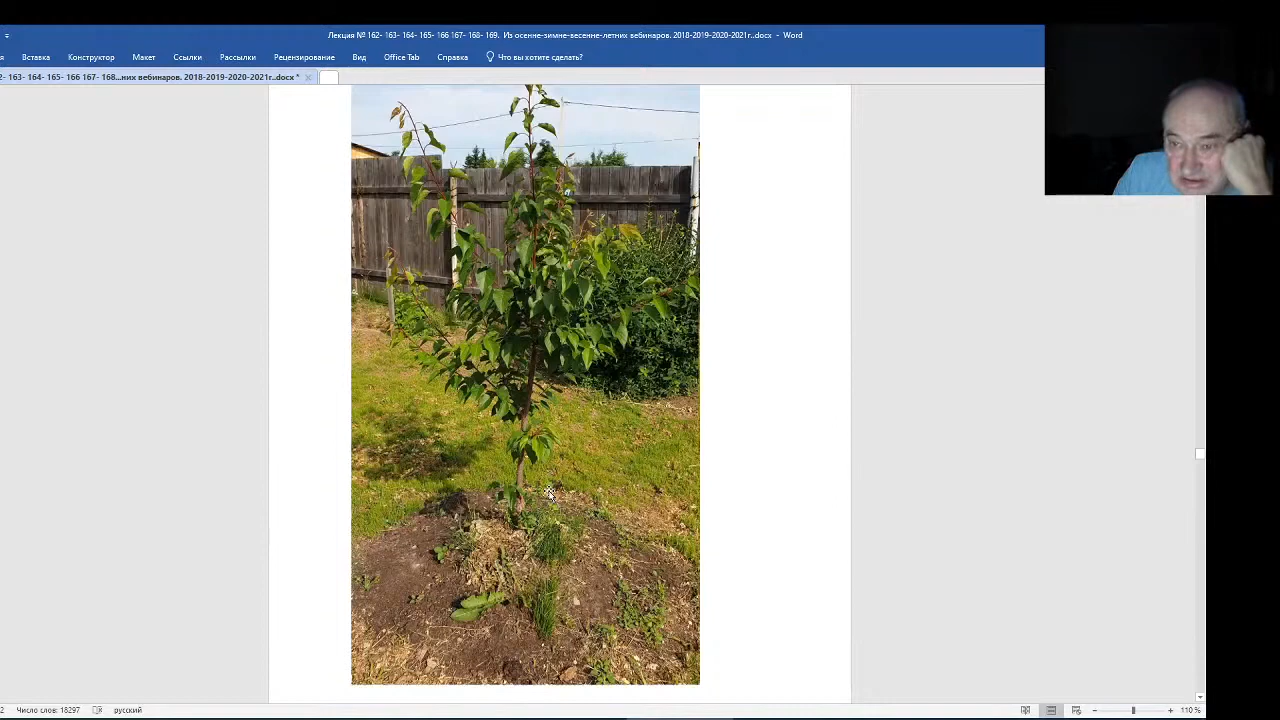 Лекция № 162- 163- 164- 165- 166 167- 168- 169. Из осенне-зимне-весенне-летних вебинаров. 2018-2019-2020-2021г..docx - Word
Вставка Конструктор Макет Ссылки Рассылки Рецензирование Вид Office Tab Справка Что вы хотите сделать?
2- 163- 164- 165- 166 167- 168...них вебинаров. 2018-2019-2020-2021г..docx *
2 Число слов: 18297 русский 110 %